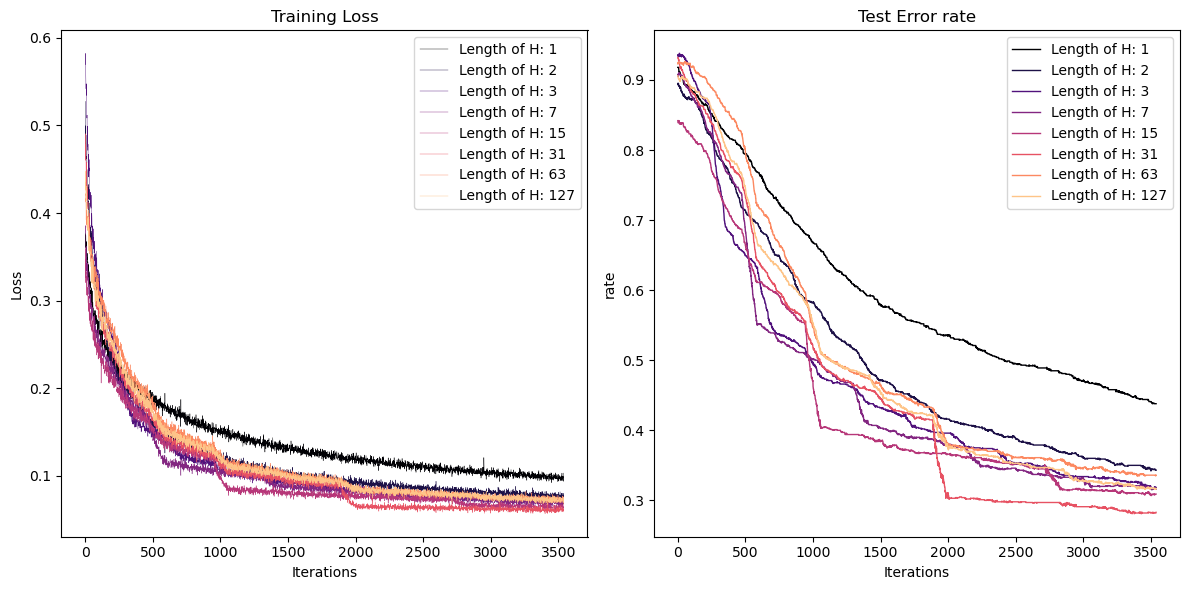 Training Loss
Loss
0.6
0.5
0.4
0.3
0.2
0.1
Length of H: 1
Length of H: 2
Length of H: 3
Length of H: 7
Length of H: 15
Length of H: 31
Length of H: 63
Length of H: 127
0 500 1000 1500 2000 2500 3000 3500
Iterations
Test Error rate
rate
0.9
0.8
0.7
0.6
0.5
0.4
0.3
Length of H: 1
Length of H: 2
Length of H: 3
Length of H: 7
Length of H: 15
Length of H: 31
Length of H: 63
Length of H: 127
0 500 1000 1500 2000 2500 3000 3500
Iterations